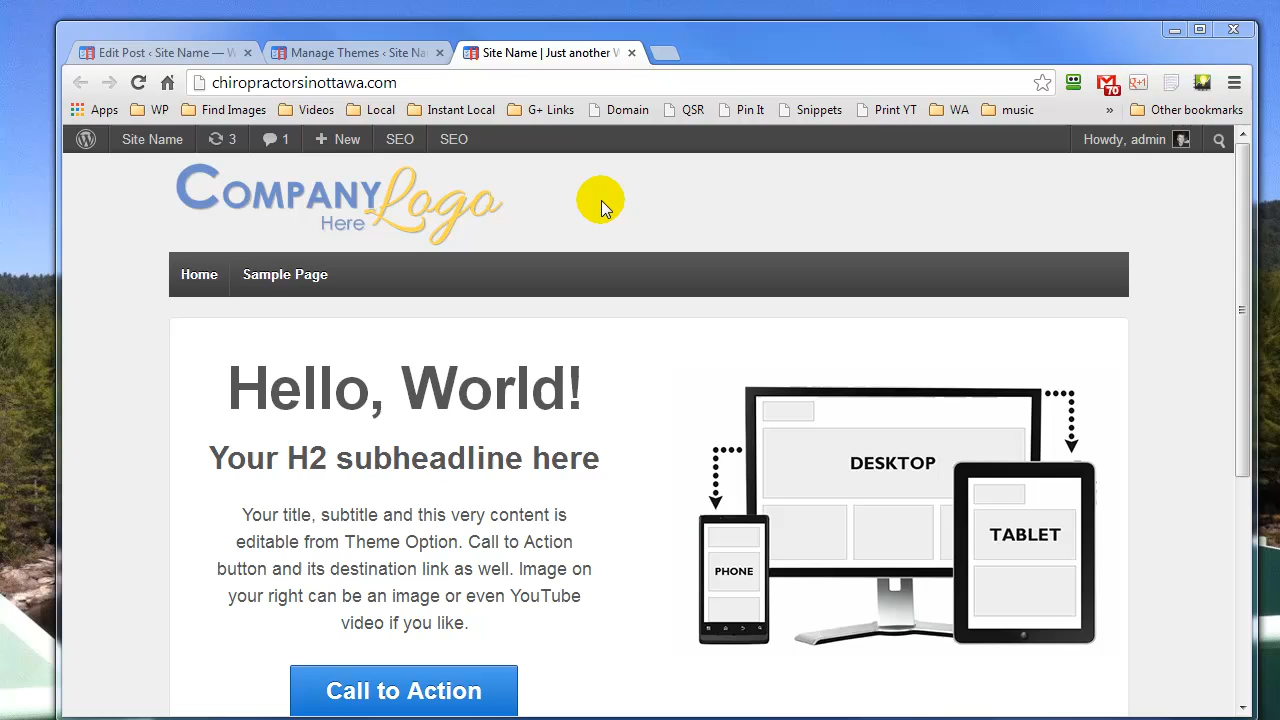 Edit Post ‹ Site Name — W
Manage Themes ‹ Site Na
Site Name | Just another W
chiropractorsinottawa.com
70
Apps WP Find Images Videos Local Instant Local G+ Links Domain QSR Pin It Snippets Print YT WA music » Other bookmarks
Site Name 3 1 + New SEO SEO Howdy, admin
Company Logo
Here
Home Sample Page
Hello, World!
Your H2 subheadline here
Your title, subtitle and this very content is
editable from Theme Option. Call to Action
button and its destination link as well. Image on
your right can be an image or even YouTube
video if you like.
Call to Action
DESKTOP
TABLET
PHONE